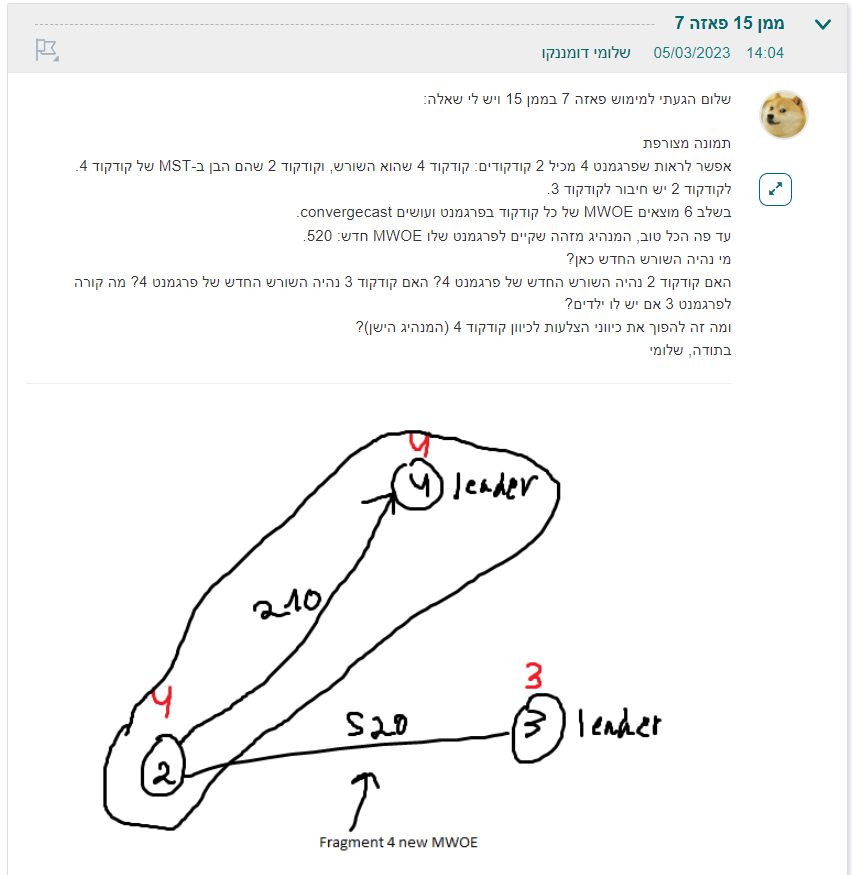 ממן 15 פאזה 7
שלומי דומננקו 05/03/2023 14:04
שלום הגעתי למימוש פאזה 7 בממן 15 ויש לי שאלה:
תמונה מצורפת
אפשר לראות שפרגמנט 4 מכיל 2 קודקודים: קודקוד 4 שהוא השורש, וקודקוד 2 שהם הבן ב-MST של קודקוד 4.
לקודקוד 2 יש חיבור לקודקוד 3.
בשלב 6 מוצאים MWOE של כל קודקוד בפרגמנט ועושים convergecast.
עד פה הכל טוב, המנהיג מזהה שקיים לפרגמנט שלו MWOE חדש: 520.
מי נהיה השורש החדש כאן?
האם קודקוד 2 נהיה השורש החדש של פרגמנט 4? האם קודקוד 3 נהיה השורש החדש של פרגמנט 4? מה קורה
לפרגמנט 3 אם יש לו ילדים?
ומה זה להפוך את כיווני הצלעות לכיוון קודקוד 4 (המנהיג הישן)?
בתודה, שלומי
4
4 leader
210
3
4
520
3 leader
2
Fragment 4 new MWOE